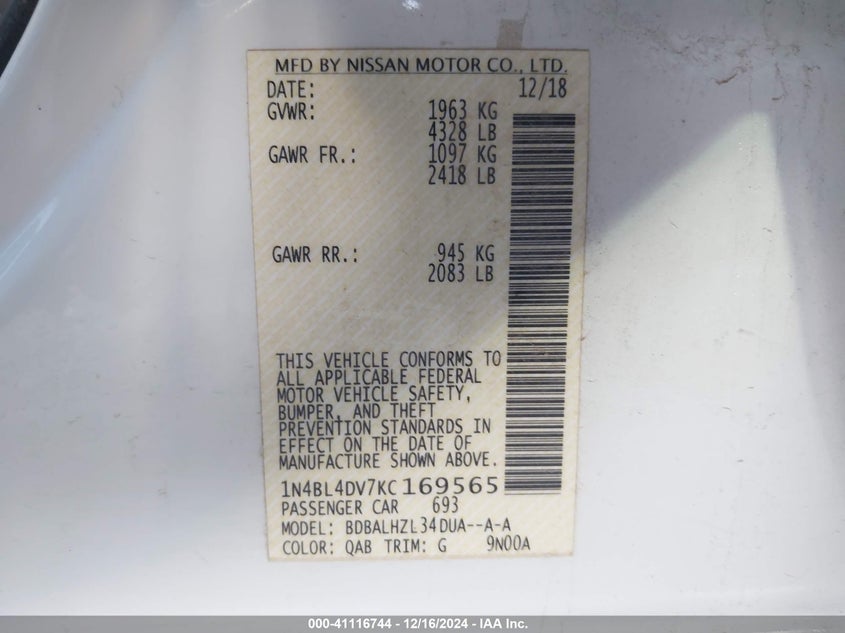 MFD BY NISSAN MOTOR CO., LTD.
DATE: 12/18
GVWR: 1963 KG
4328 LB
GAWR FR.: 1097 KG
2418 LB
GAWR RR.: 945 KG
2083 LB
THIS VEHICLE CONFORMS TO
ALL APPLICABLE FEDERAL
MOTOR VEHICLE SAFETY,
BUMPER, AND THEFT
PREVENTION STANDARDS IN
EFFECT ON THE DATE OF
MANUFACTURE SHOWN ABOVE.
1N4BL4DV7KC169565
PASSENGER CAR 693
MODEL: BDBALHZL34DUA--A-A
COLOR: QAB TRIM: G 9N00A
000-41116744 / 12/16/2024 - IAA Inc.